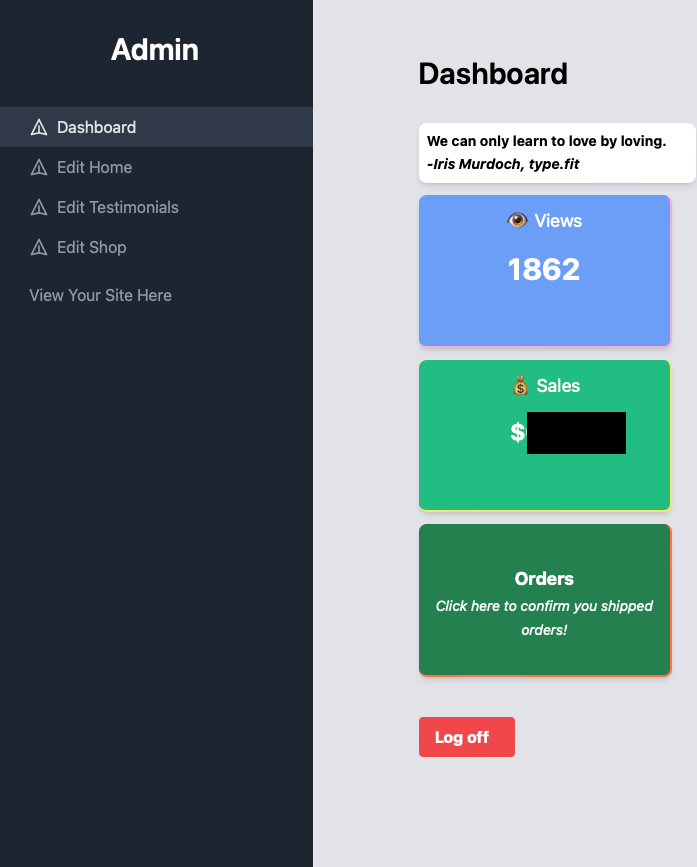 Admin
Dashboard
Edit Home
Edit Testimonials
Edit Shop
View Your Site Here
Dashboard
We can only learn to love by loving.
-Iris Murdoch, type.fit
Views
1862
Sales
$
Orders
Click here to confirm you shipped
orders!
Log off